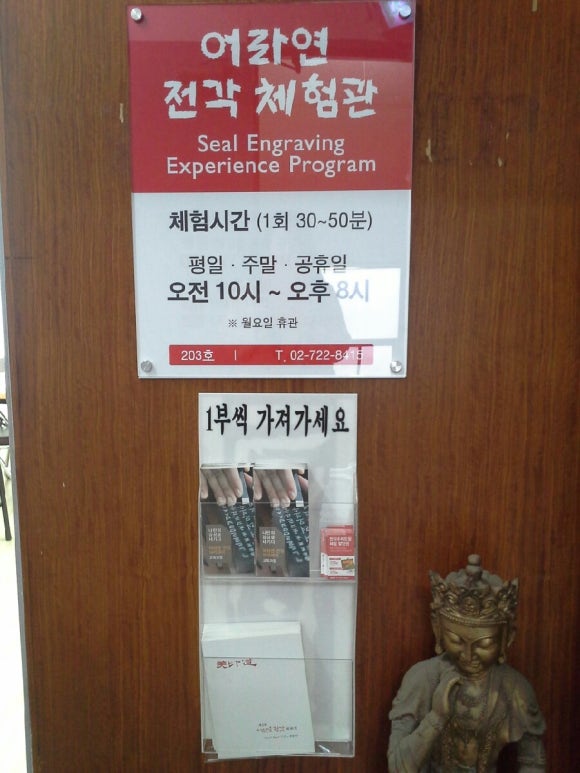 어라연
전각 체험관
Seal Engraving
Experience Program
체험시간 (1회 30~50분)
평일 · 주말 · 공휴일
오전 10시 ~ 오후 8시
※ 월요일 휴관
203호 | T. 02-722-8415
1부씩 가져가세요